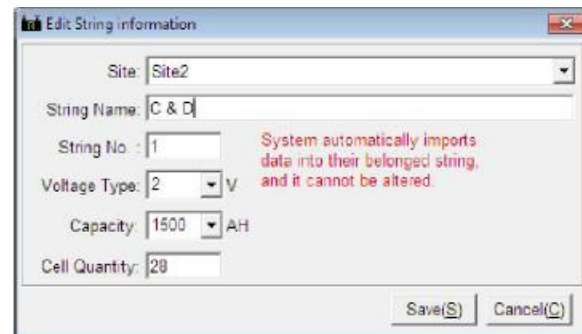 Edit String information
Site: Site2
String Name: C & D
String No. : 1
System automatically imports
data into their belonged string,
and it cannot be altered.
Voltage Type: 2 V
Capacity: 1500 AH
Cell Quantity: 28
Save(S) Cancel(C)